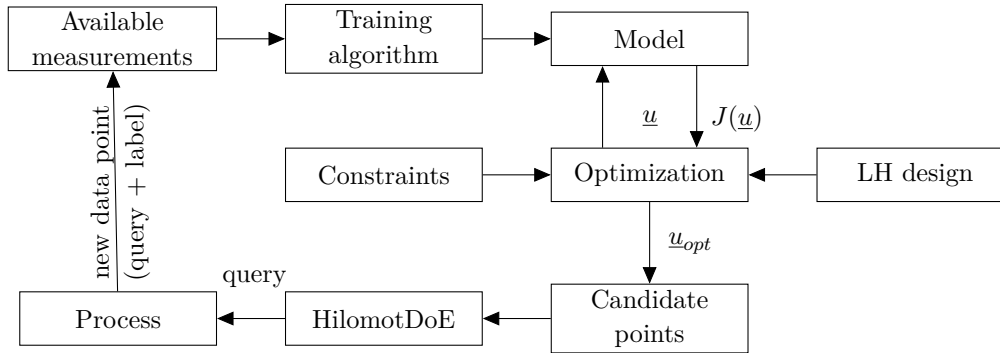 Available
measurements
Training
algorithm
Model
new data point
(query + label)
u
J(u)
Constraints
Optimization
LH design
u_opt
query
Process
HilomotDoE
Candidate
points